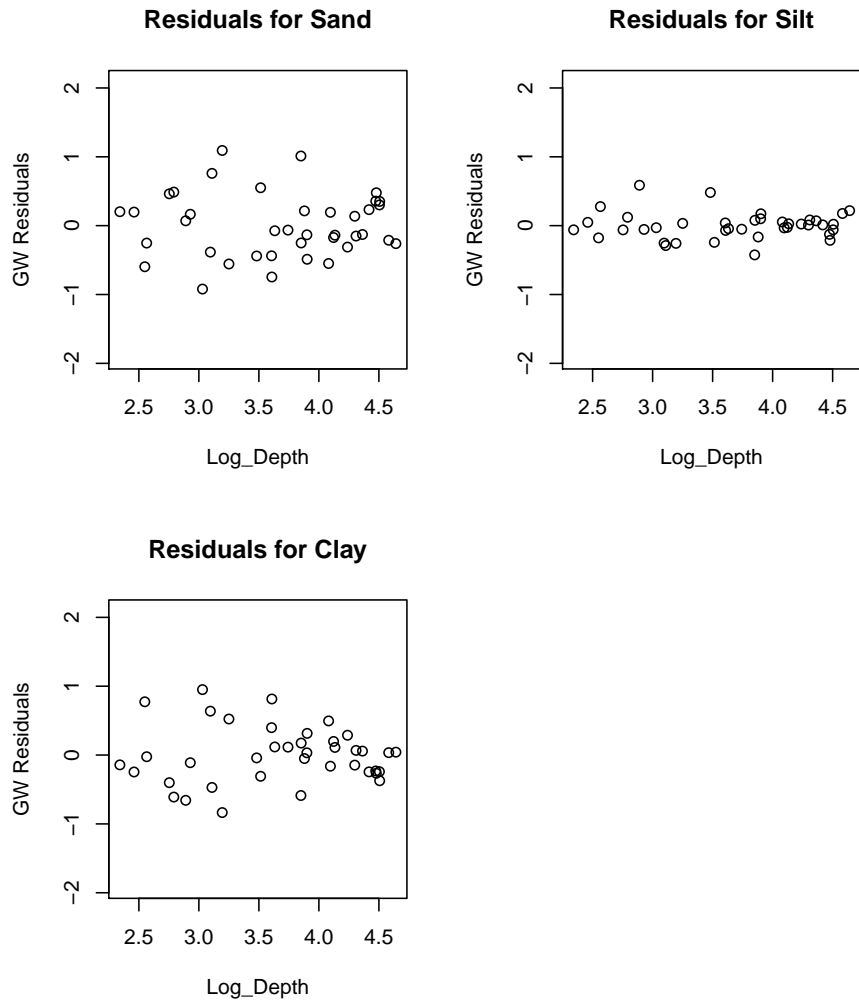 Residuals for Sand
GW Residuals
2
1
0
−1
−2
2.5 3.0 3.5 4.0 4.5
Log_Depth
Residuals for Silt
GW Residuals
2
1
0
−1
−2
2.5 3.0 3.5 4.0 4.5
Log_Depth
Residuals for Clay
GW Residuals
2
1
0
−1
−2
2.5 3.0 3.5 4.0 4.5
Log_Depth